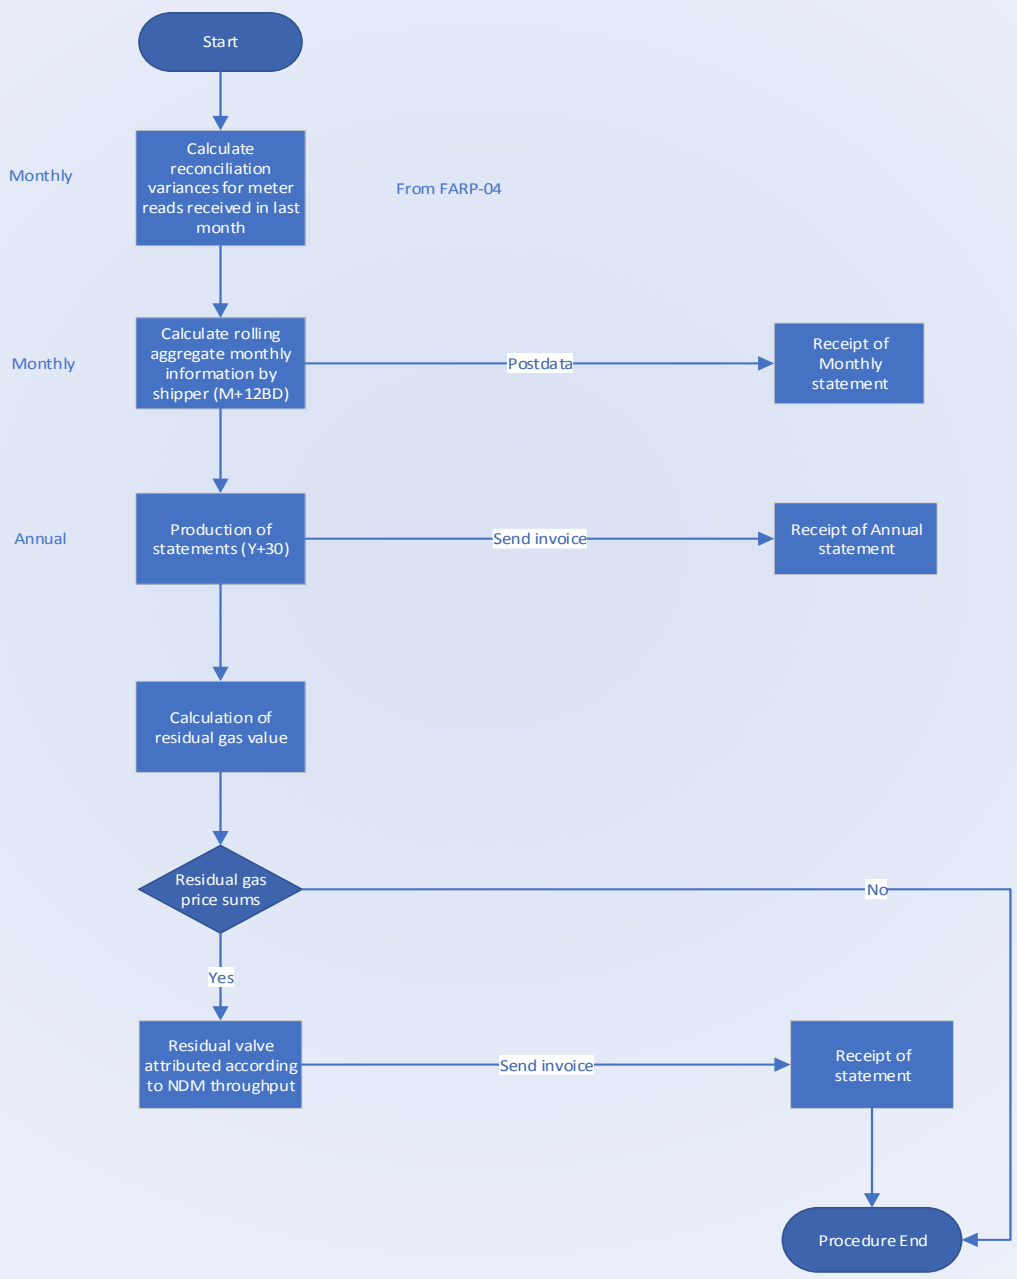 Start
Calculate
reconciliation
variances for meter
reads received in last
month
Monthly
From FARP-04
Calculate rolling
aggregate monthly
information by
shipper (M+12BD)
Monthly
Postdata
Receipt of
Monthly
statement
Production of
statements (Y+30)
Annual
Send invoice
Receipt of Annual
statement
Calculation of
residual gas value
Residual gas
price sums
No
Yes
Residual valve
attributed according
to NDM throughput
Send invoice
Receipt of
statement
Procedure End